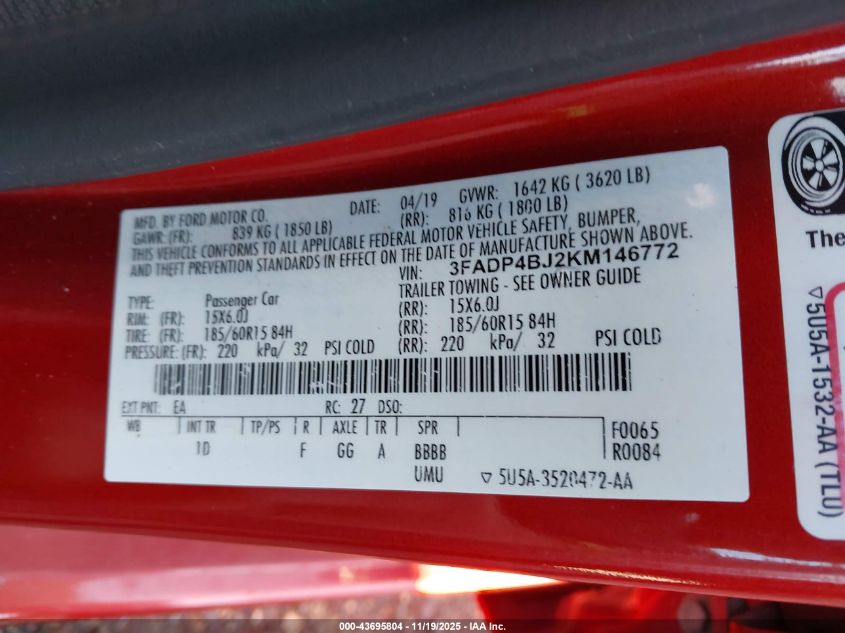 MFD. BY FORD MOTOR CO. DATE: 04/19 GVWR: 1642 KG ( 3620 LB)
GAWR: (FR): 839 KG ( 1850 LB) (RR): 816 KG ( 1800 LB)
THIS VEHICLE CONFORMS TO ALL APPLICABLE FEDERAL MOTOR VEHICLE SAFETY, BUMPER,
AND THEFT PREVENTION STANDARDS IN EFFECT ON THE DATE OF MANUFACTURE SHOWN ABOVE.
VIN: 3FADP4BJ2KM146772
TYPE: Passenger Car TRAILER TOWING - SEE OWNER GUIDE
RIM: (FR): 15X6.0J (RR): 15X6.0J
TIRE: (FR): 185/60R15 84H (RR): 185/60R15 84H
PRESSURE: (FR): 220 kPa/ 32 PSI COLD (RR): 220 kPa/ 32 PSI COLD
EXT PNT: EA RC: 27 DSO:
WB INT TR TP/PS R AXLE TR SPR F0065
1D F GG A BBBB R0084
UMU ▽ 5U5A-3520472-AA
The
▽5U5A-1532-AA (TLU)
000-43695804 - 11/19/2025 - IAA, Inc.